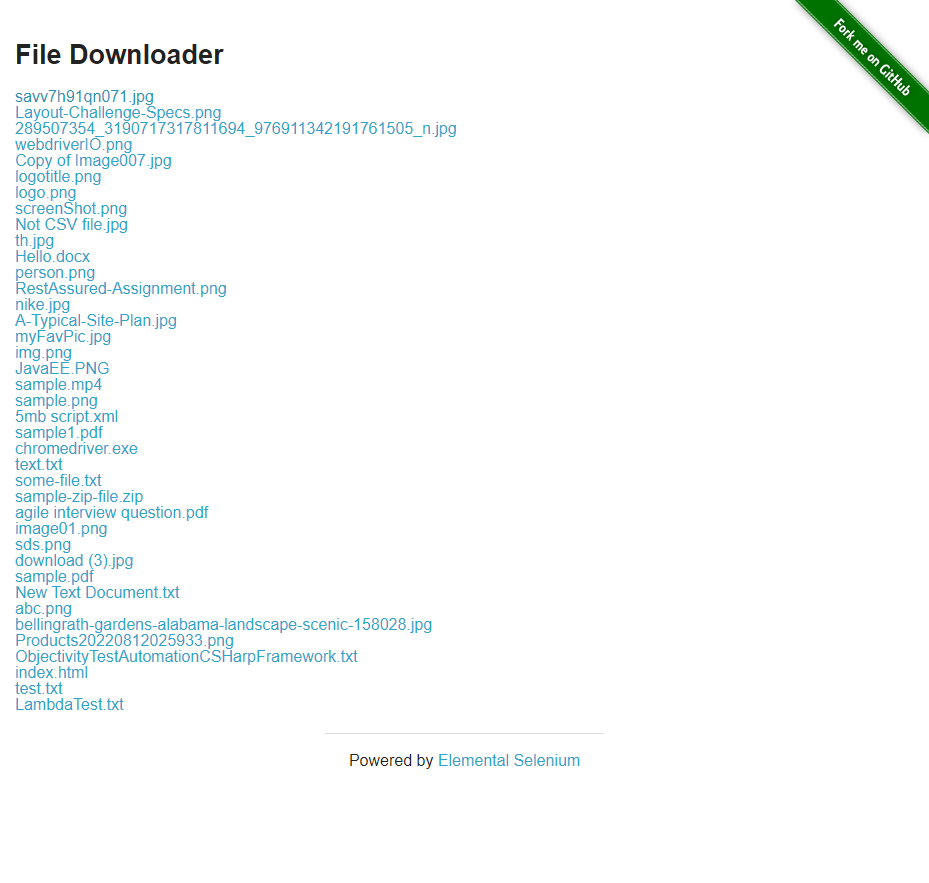 Fork me on GitHub
File Downloader
savv7h91qn071.jpg
Layout-Challenge-Specs.png
289507354_3190717317811694_976911342191761505_n.jpg
webdriverIO.png
Copy of Image007.jpg
logotitle.png
logo.png
screenShot.png
Not CSV file.jpg
th.jpg
Hello.docx
person.png
RestAssured-Assignment.png
nike.jpg
A-Typical-Site-Plan.jpg
myFavPic.jpg
img.png
JavaEE.PNG
sample.mp4
sample.png
5mb script.xml
sample1.pdf
chromedriver.exe
text.txt
some-file.txt
sample-zip-file.zip
agile interview question.pdf
image01.png
sds.png
download (3).jpg
sample.pdf
New Text Document.txt
abc.png
bellingrath-gardens-alabama-landscape-scenic-158028.jpg
Products20220812025933.png
ObjectivityTestAutomationCSHarpFramework.txt
index.html
test.txt
LambdaTest.txt
Powered by Elemental Selenium